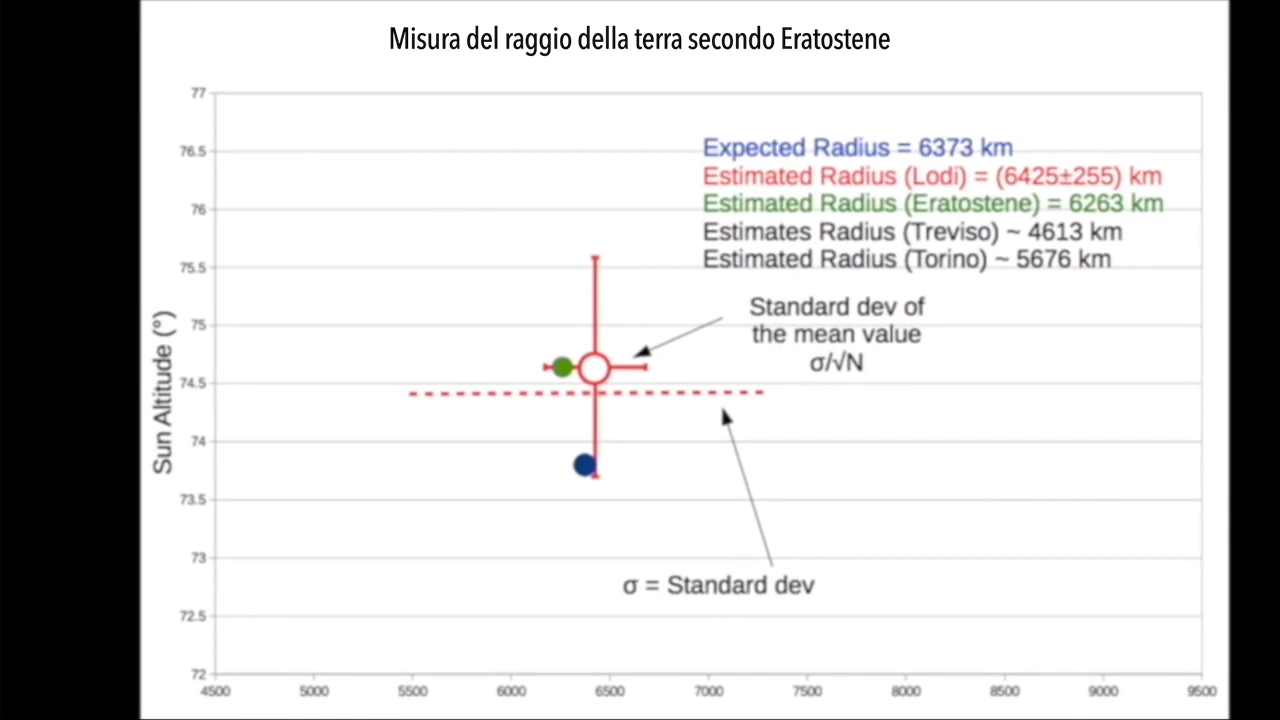 Misura del raggio della terra secondo Eratostene
77
76.5
76
75.5
75
74.5
74
73.5
73
72.5
72
Sun Altitude (°)
Expected Radius = 6373 km
Estimated Radius (Lodi) = (6425±255) km
Estimated Radius (Eratostene) = 6263 km
Estimates Radius (Treviso) ~ 4613 km
Estimated Radius (Torino) ~ 5676 km
Standard dev of
the mean value
σ/√N
σ = Standard dev
4500 5000 5500 6000 6500 7000 7500 8000 8500 9000 9500